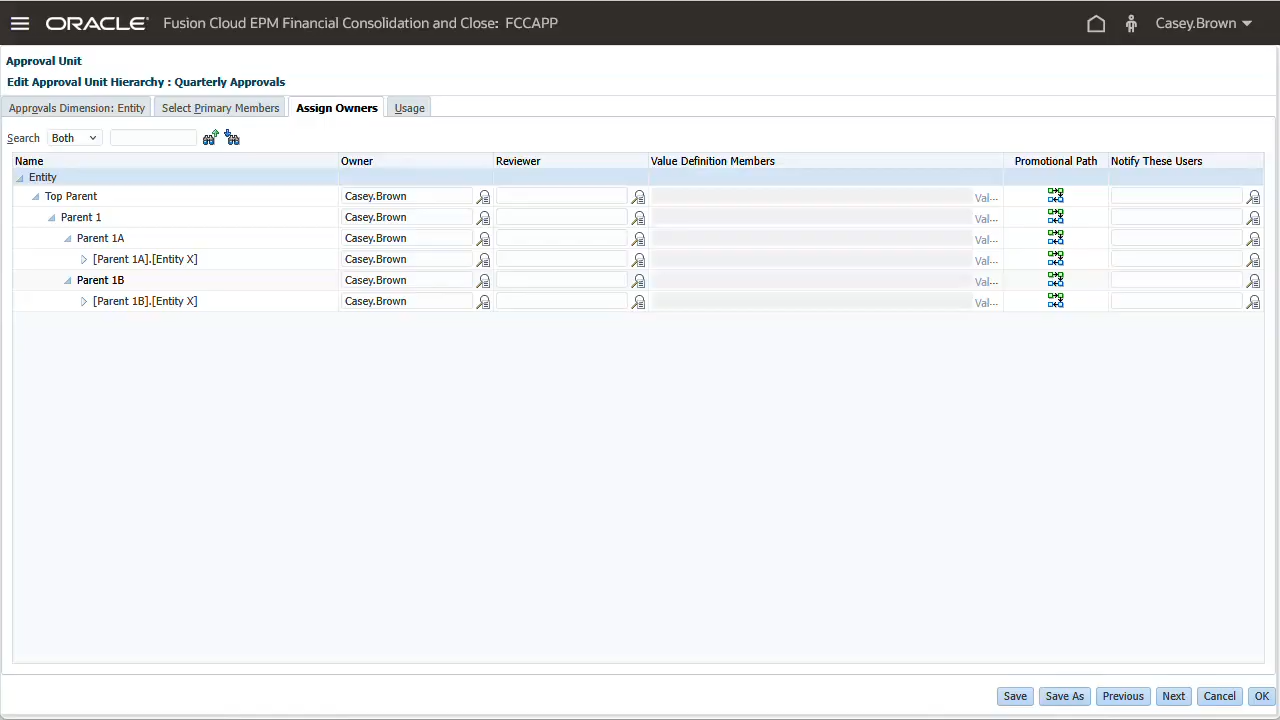 ORACLE Fusion Cloud EPM Financial Consolidation and Close: FCCAPP Casey.Brown
Approval Unit
Edit Approval Unit Hierarchy : Quarterly Approvals
Approvals Dimension: Entity Select Primary Members Assign Owners Usage
Search Both
Name Owner Reviewer Value Definition Members Promotional Path Notify These Users
Entity
Top Parent Casey.Brown Val...
Parent 1 Casey.Brown Val...
Parent 1A Casey.Brown Val...
[Parent 1A].[Entity X] Casey.Brown Val...
Parent 1B Casey.Brown Val...
[Parent 1B].[Entity X] Casey.Brown Val...
Save Save As Previous Next Cancel OK